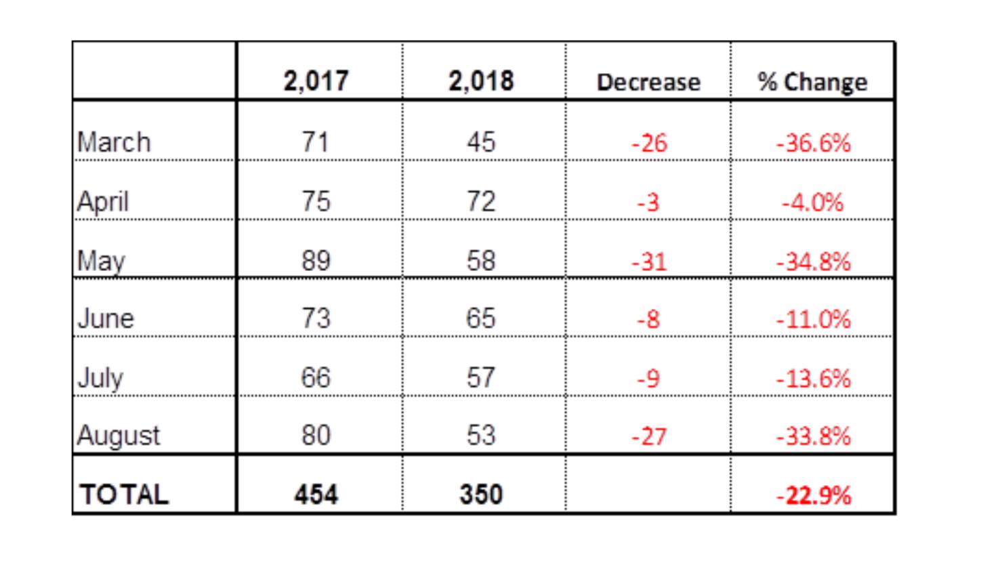 2,017 2,018 Decrease % Change
March 71 45 -26 -36.6%
April 75 72 -3 -4.0%
May 89 58 -31 -34.8%
June 73 65 -8 -11.0%
July 66 57 -9 -13.6%
August 80 53 -27 -33.8%
TOTAL 454 350 -22.9%